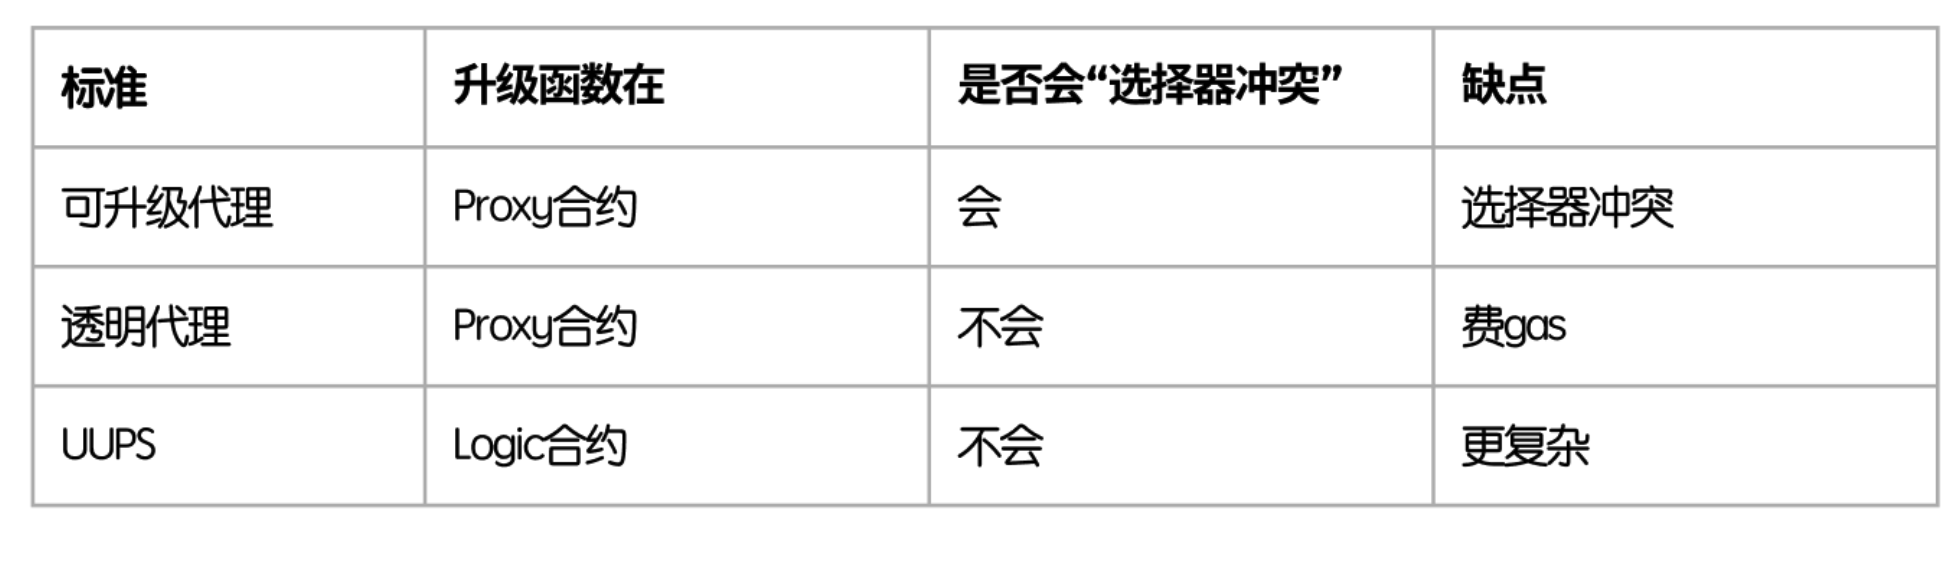 标准 升级函数在 是否会“选择器冲突” 缺点
可升级代理 Proxy合约 会 选择器冲突
透明代理 Proxy合约 不会 费gas
UUPS Logic合约 不会 更复杂